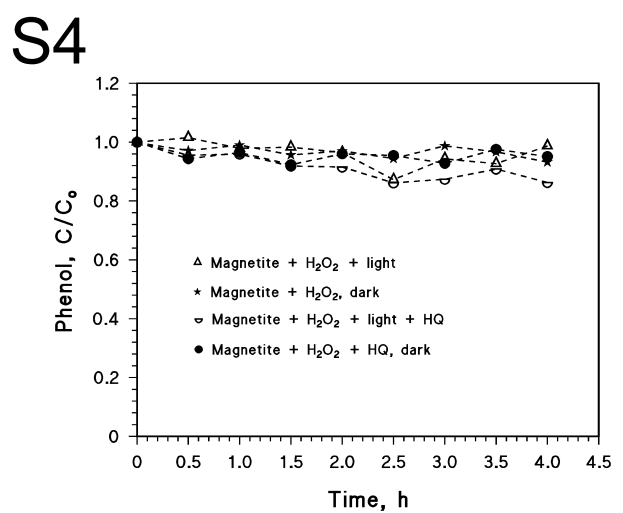 S4
1.2
1.0
0.8
0.6
0.4
0.2
0
Phenol, C/C₀
Magnetite + H₂O₂ + light
Magnetite + H₂O₂, dark
Magnetite + H₂O₂ + light + HQ
Magnetite + H₂O₂ + HQ, dark
0 0.5 1.0 1.5 2.0 2.5 3.0 3.5 4.0 4.5
Time, h